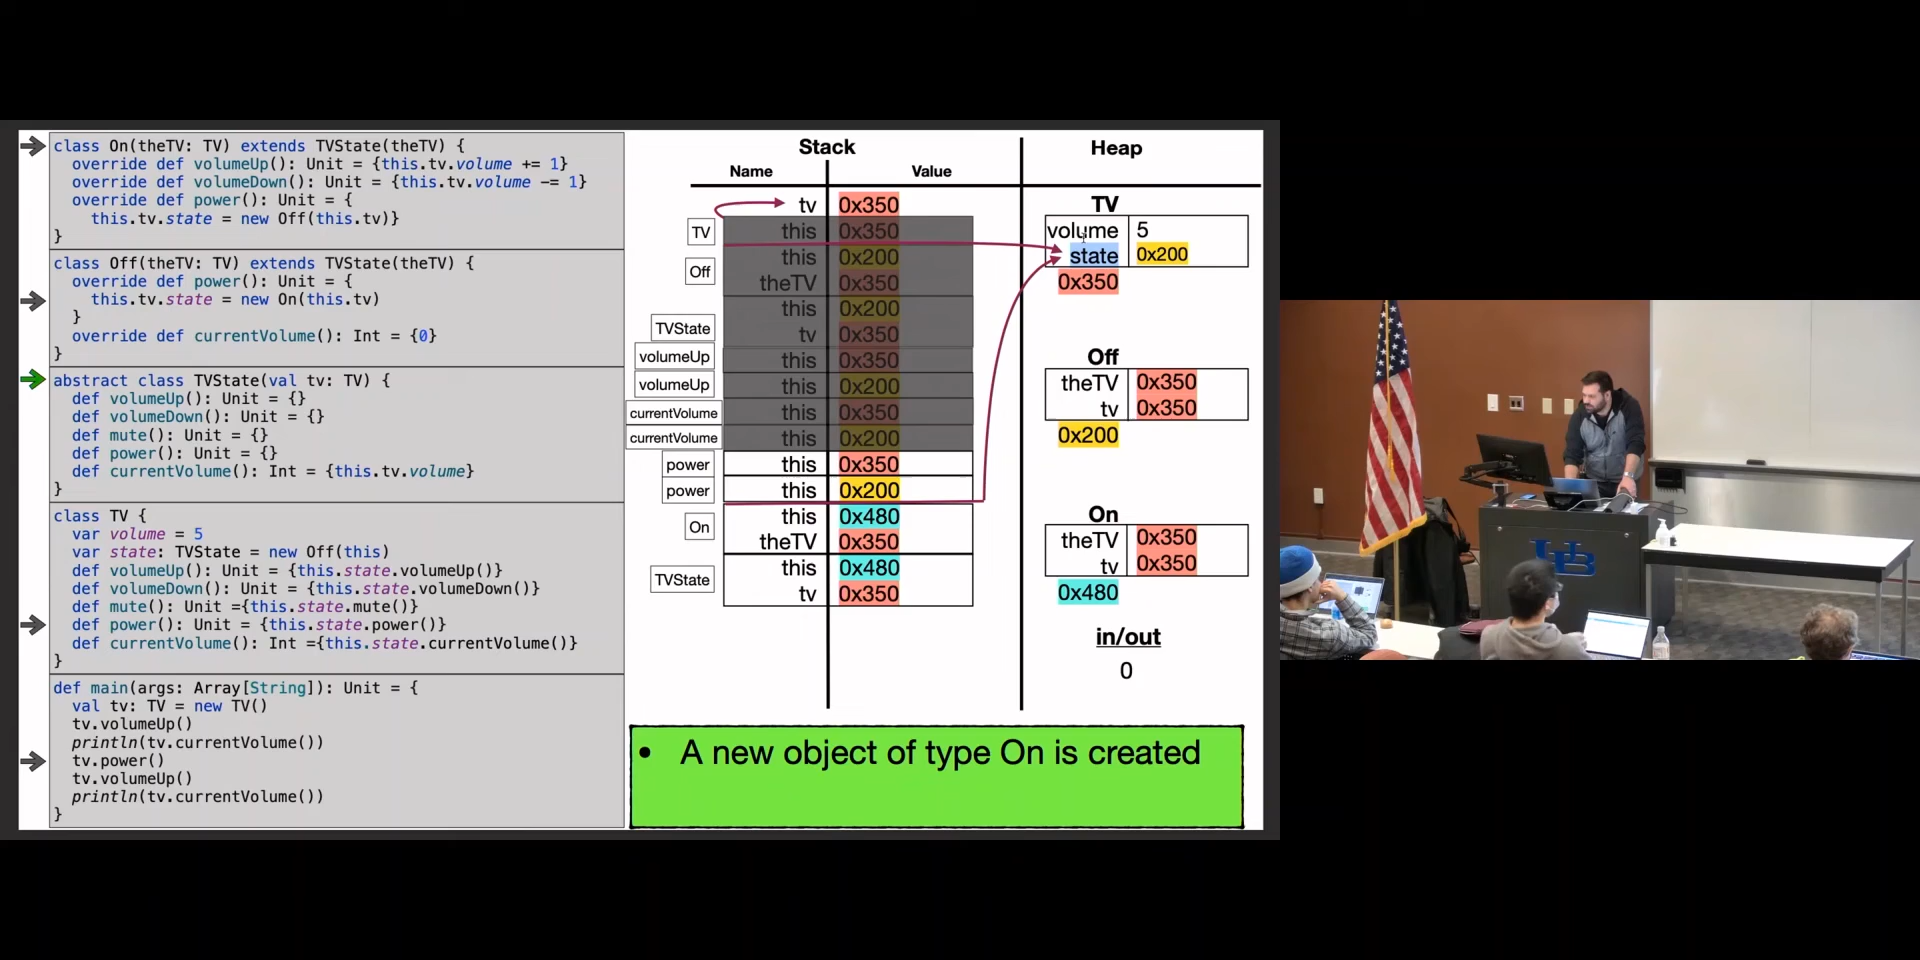 class On(theTV: TV) extends TVState(theTV) {
override def volumeUp(): Unit = {this.tv.volume += 1}
override def volumeDown(): Unit = {this.tv.volume -= 1}
override def power(): Unit = {
this.tv.state = new Off(this.tv)}
}
class Off(theTV: TV) extends TVState(theTV) {
override def power(): Unit = {
this.tv.state = new On(this.tv)
}
override def currentVolume(): Int = {0}
}
abstract class TVState(val tv: TV) {
def volumeUp(): Unit = {}
def volumeDown(): Unit = {}
def mute(): Unit = {}
def power(): Unit = {}
def currentVolume(): Int = {this.tv.volume}
}
class TV {
var volume = 5
var state: TVState = new Off(this)
def volumeUp(): Unit = {this.state.volumeUp()}
def volumeDown(): Unit = {this.state.volumeDown()}
def mute(): Unit ={this.state.mute()}
def power(): Unit = {this.state.power()}
def currentVolume(): Int ={this.state.currentVolume()}
}
def main(args: Array[String]): Unit = {
val tv: TV = new TV()
tv.volumeUp()
println(tv.currentVolume())
tv.power()
tv.volumeUp()
println(tv.currentVolume())
}
Stack
Name Value
tv 0x350
TV this 0x350
Off this 0x200
theTV 0x350
TVState this 0x200
tv 0x350
volumeUp this 0x350
volumeUp this 0x200
currentVolume this 0x350
currentVolume this 0x200
power this 0x350
power this 0x200
On this 0x480
theTV 0x350
TVState this 0x480
tv 0x350
Heap
TV
volume 5
state 0x200
0x350
Off
theTV 0x350
tv 0x350
0x200
On
theTV 0x350
tv 0x350
0x480
in/out
0
• A new object of type On is created
UB